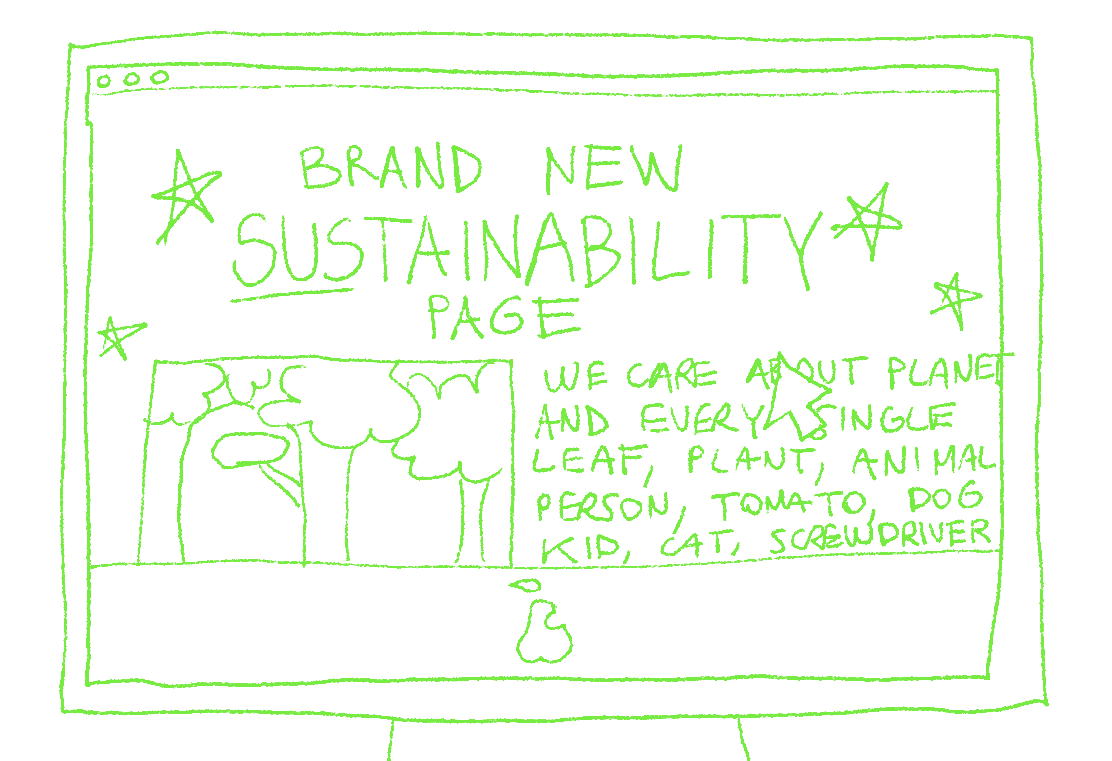 BRAND NEW
SUSTAINABILITY
PAGE
WE CARE ABOUT PLANET
AND EVERY SINGLE
LEAF, PLANT, ANIMAL
PERSON, TOMATO, DOG
KID, CAT, SCREWDRIVER